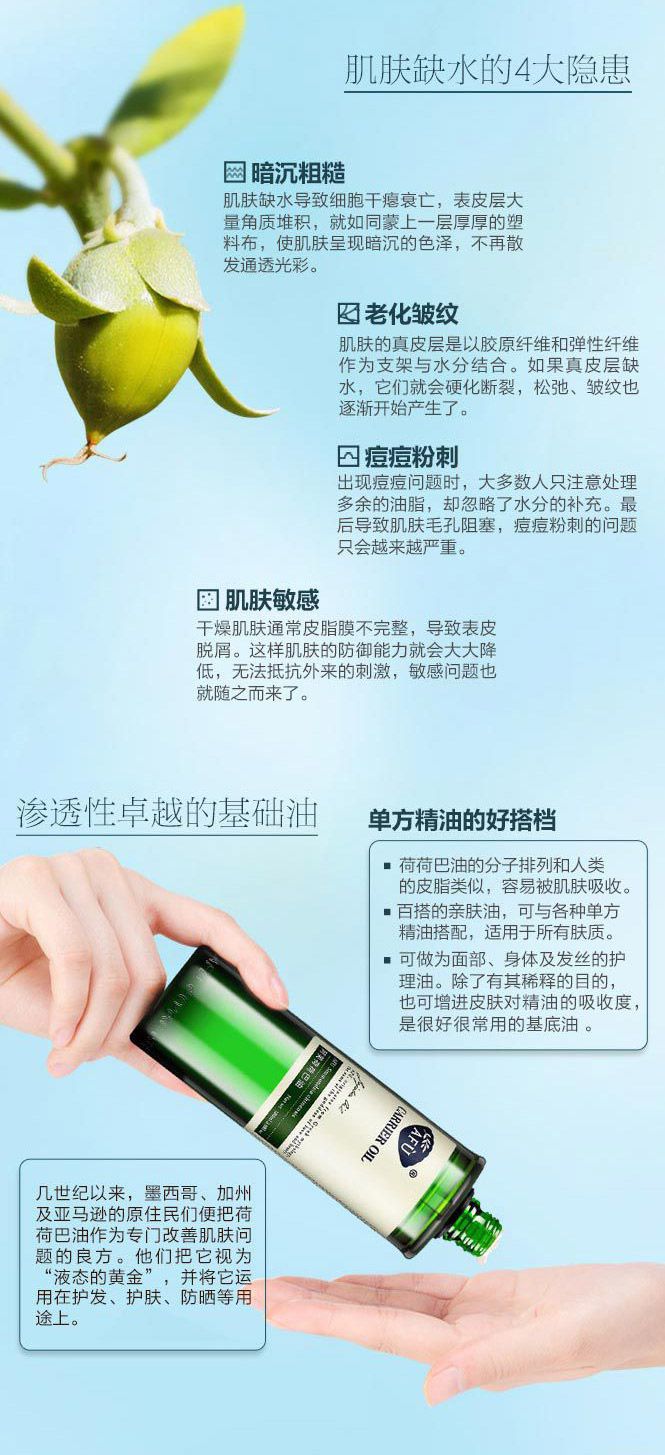 肌肤缺水的4大隐患
暗沉粗糙
肌肤缺水导致细胞干瘪衰亡，表皮层大
量角质堆积，就如同蒙上一层厚厚的塑
料布，使肌肤呈现暗沉的色泽，不再散
发通透光彩。
老化皱纹
肌肤的真皮层是以胶原纤维和弹性纤维
作为支架与水分结合。如果真皮层缺
水，它们就会硬化断裂，松弛、皱纹也
逐渐开始产生了。
痘痘粉刺
出现痘痘问题时，大多数人只注意处理
多余的油脂，却忽略了水分的补充。最
后导致肌肤毛孔阻塞，痘痘粉刺的问题
只会越来越严重。
肌肤敏感
干燥肌肤通常皮脂膜不完整，导致表皮
脱屑。这样肌肤的防御能力就会大大降
低，无法抵抗外来的刺激，敏感问题也
就随之而来了。
渗透性卓越的基础油
单方精油的好搭档
▪ 荷荷巴油的分子排列和人类
的皮脂类似，容易被肌肤吸收。
▪ 百搭的亲肤油，可与各种单方
精油搭配，适用于所有肤质。
▪ 可做为面部、身体及发丝的护
理油。除了有其稀释的目的，
也可增进皮肤对精油的吸收度，
是很好很常用的基底油 。
AFU
®
CARRIER OIL
几世纪以来，墨西哥、加州
及亚马逊的原住民们便把荷
荷巴油作为专门改善肌肤问
题的良方。他们把它视为
“液态的黄金”，并将它运
用在护发、护肤、防晒等用
途上。